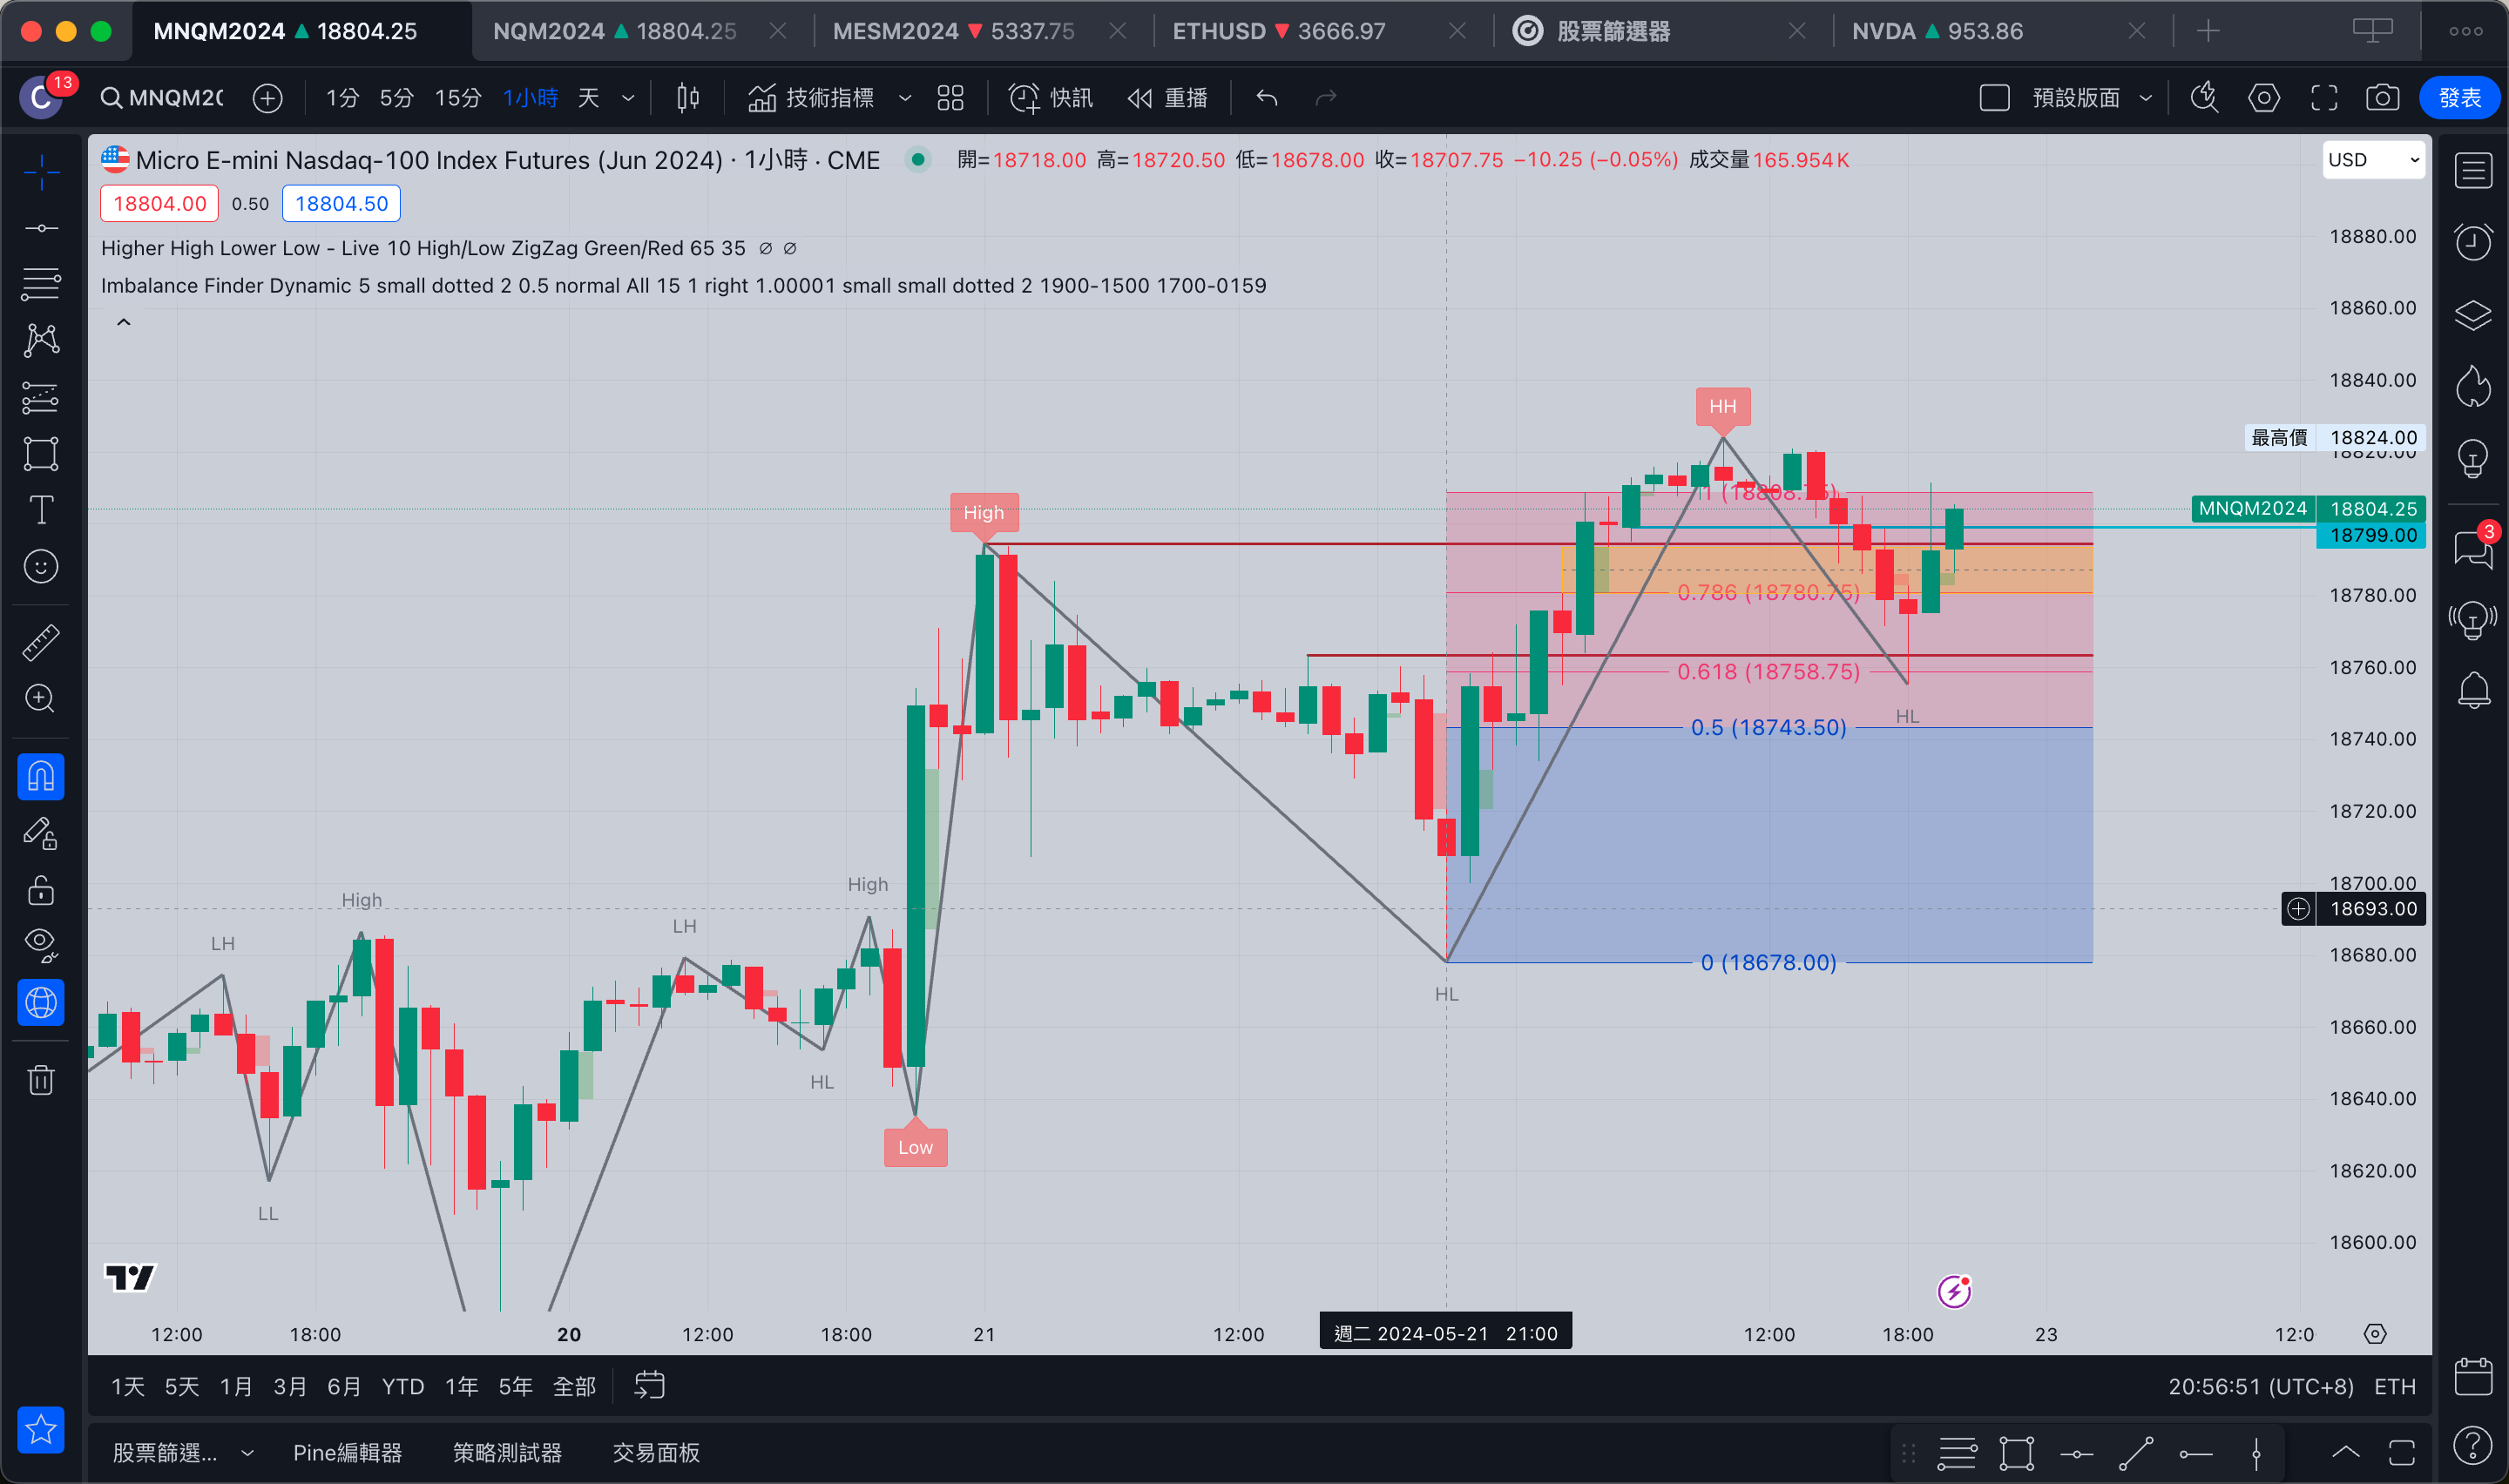 MNQM2024 ▲ 18804.25
NQM2024 ▲ 18804.25
MESM2024 ▼ 5337.75
ETHUSD ▼ 3666.97
股票篩選器
NVDA ▲ 953.86
C 13
MNQM20
1分 5分 15分 1小時 天
技術指標
快訊
重播
預設版面
發表
Micro E-mini Nasdaq-100 Index Futures (Jun 2024) · 1小時 · CME
開=18718.00 高=18720.50 低=18678.00 收=18707.75 −10.25 (−0.05%) 成交量165.954K
USD
18804.00 0.50 18804.50
Higher High Lower Low - Live 10 High/Low ZigZag Green/Red 65 35 ∅ ∅
Imbalance Finder Dynamic 5 small dotted 2 0.5 normal All 15 1 right 1.00001 small small dotted 2 1900-1500 1700-0159
18880.00
18860.00
18840.00
HH
最高價 18824.00
18820.00
1 (18808.75)
High
MNQM2024 18804.25
18799.00
3
0.786 (18780.75)
18780.00
18760.00
0.618 (18758.75)
HL
0.5 (18743.50)
18740.00
18720.00
18700.00
High
High
18693.00
LH
LH
18680.00
0 (18678.00)
HL
18660.00
HL
18640.00
Low
18620.00
LL
18600.00
12:00 18:00 20 12:00 18:00 21 12:00 週二 2024-05-21 21:00 12:00 18:00 23 12:0
1天 5天 1月 3月 6月 YTD 1年 5年 全部
20:56:51 (UTC+8) ETH
股票篩選... Pine編輯器 策略測試器 交易面板